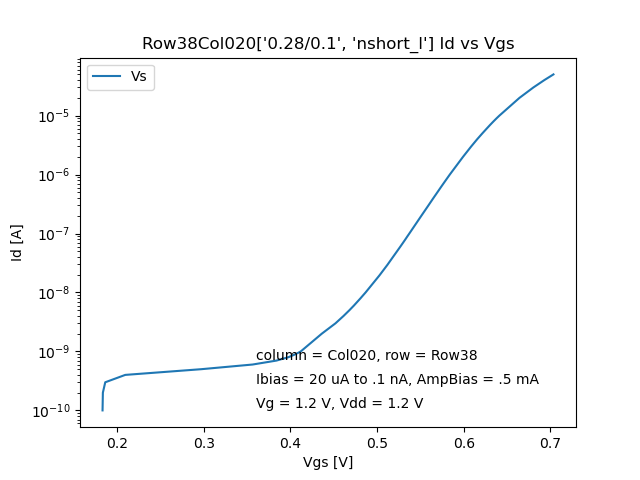 Row38Col020['0.28/0.1', 'nshort_l'] Id vs Vgs
Vs
10⁻⁵
10⁻⁶
10⁻⁷
10⁻⁸
10⁻⁹
10⁻¹⁰
Id [A]
column = Col020, row = Row38
Ibias = 20 uA to .1 nA, AmpBias = .5 mA
Vg = 1.2 V, Vdd = 1.2 V
0.2 0.3 0.4 0.5 0.6 0.7
Vgs [V]